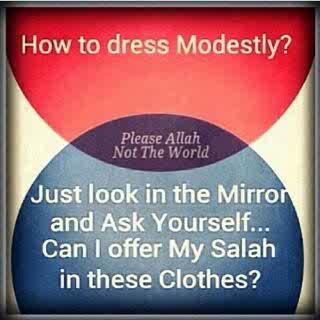 How to dress Modestly?
Please Allah
Not The World
Just look in the Mirror
and Ask Yourself...
Can I offer My Salah
in these Clothes?